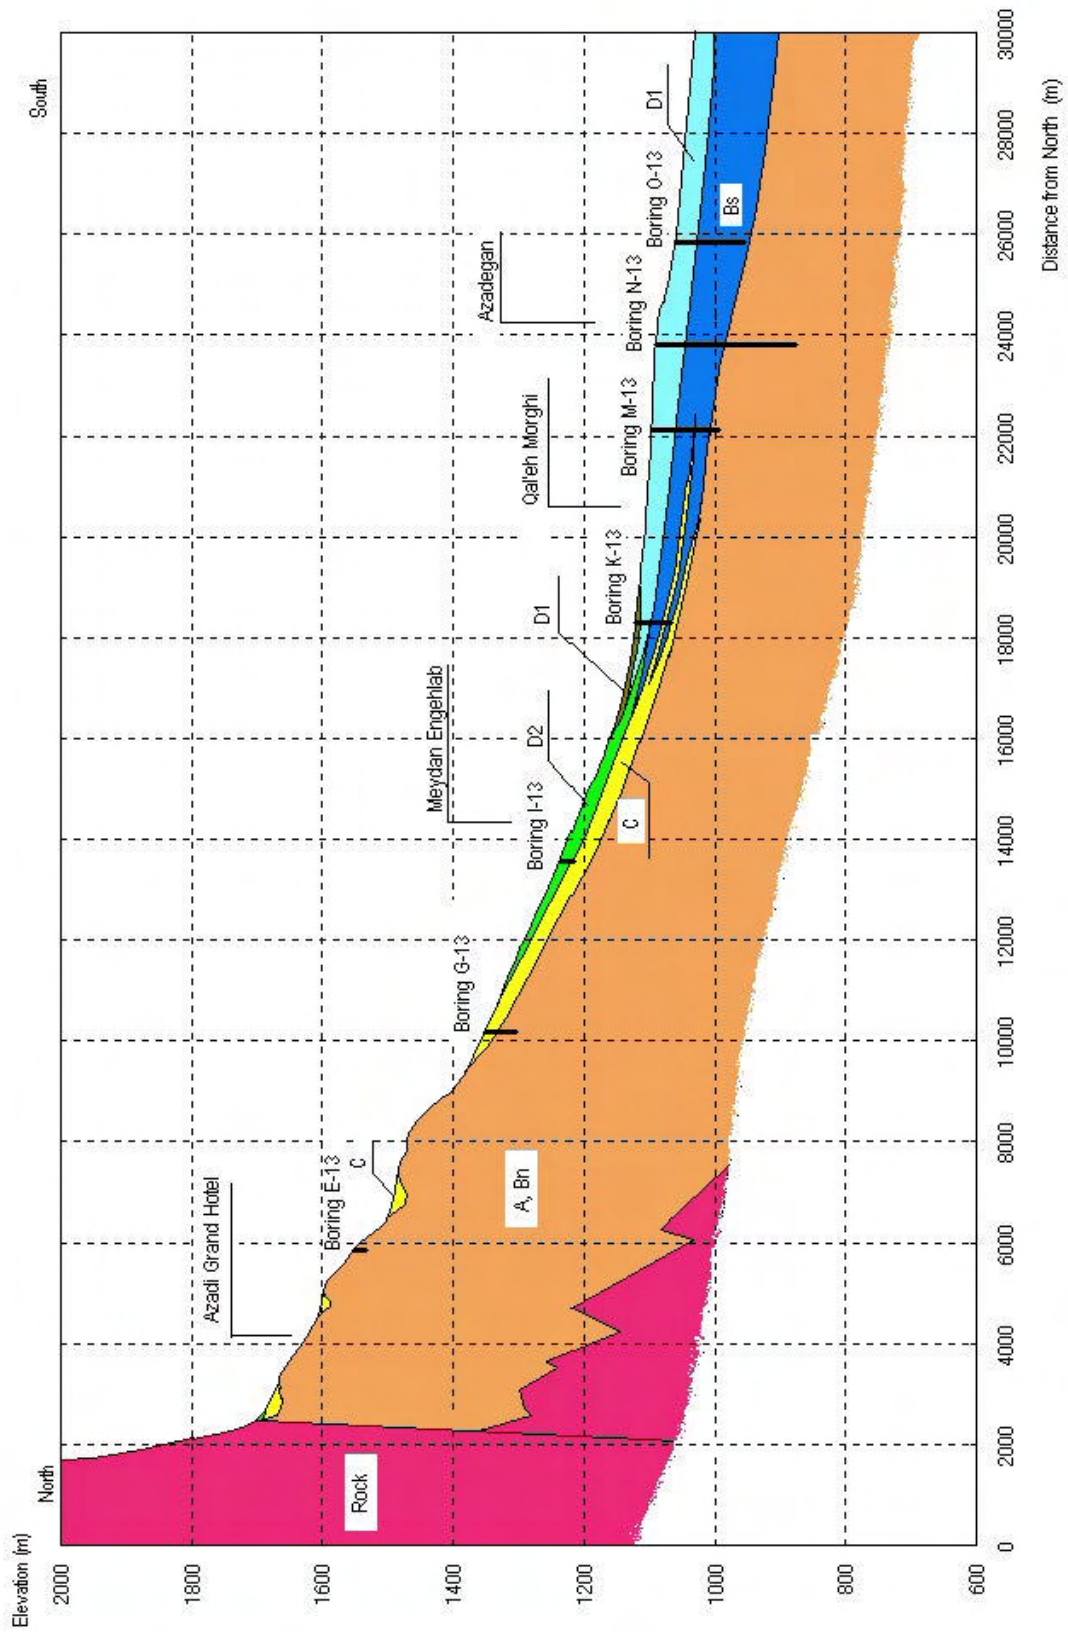 Elevation (m)
North
South
2000
1800
1600
1400
1200
1000
800
600
Azadi Grand Hotel
Boring E-13
C
Boring G-13
Meydan Engehlab
Boring I-13
D2
D1
Boring K-13
Qal'eh Morghi
Boring M-13
Azadegan
Boring N-13
Boring O-13
D1
Rock
A, Bn
C
Bs
0
2000
4000
6000
8000
10000
12000
14000
16000
18000
20000
22000
24000
26000
28000
30000
Distance from North (m)